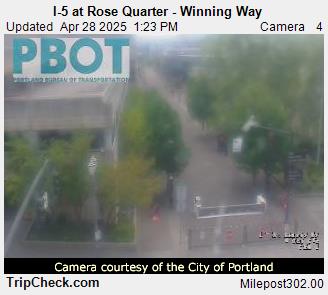 I-5 at Rose Quarter - Winning Way
Updated Apr 28 2025 1:23 PM Camera 4
PBOT
PORTLAND BUREAU OF TRANSPORTATION
Camera courtesy of the City of Portland
TripCheck.com Milepost302.00